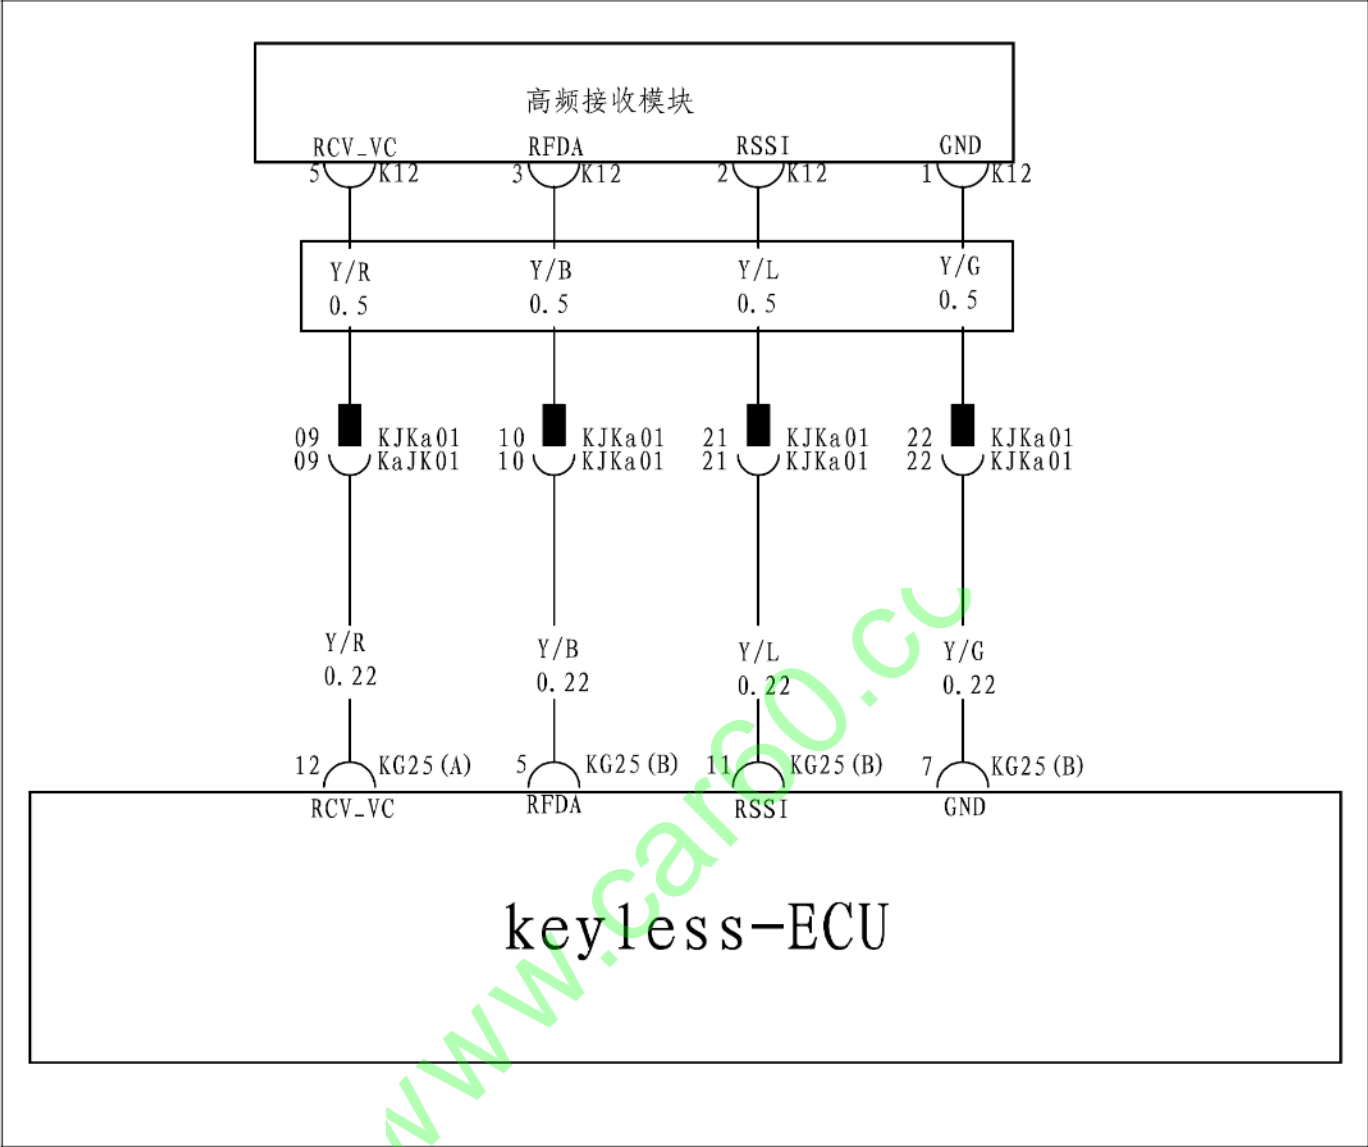 高频接收模块
RCV_VC RFDA RSSI GND
5 K12 3 K12 2 K12 1 K12
Y/R Y/B Y/L Y/G
0.5 0.5 0.5 0.5
09 KJKa01 10 KJKa01 21 KJKa01 22 KJKa01
09 KaJK01 10 KJKa01 21 KJKa01 22 KJKa01
Y/R Y/B Y/L Y/G
0.22 0.22 0.22 0.22
12 KG25(A) 5 KG25(B) 11 KG25(B) 7 KG25(B)
RCV_VC RFDA RSSI GND
keyless-ECU
www.car60.co